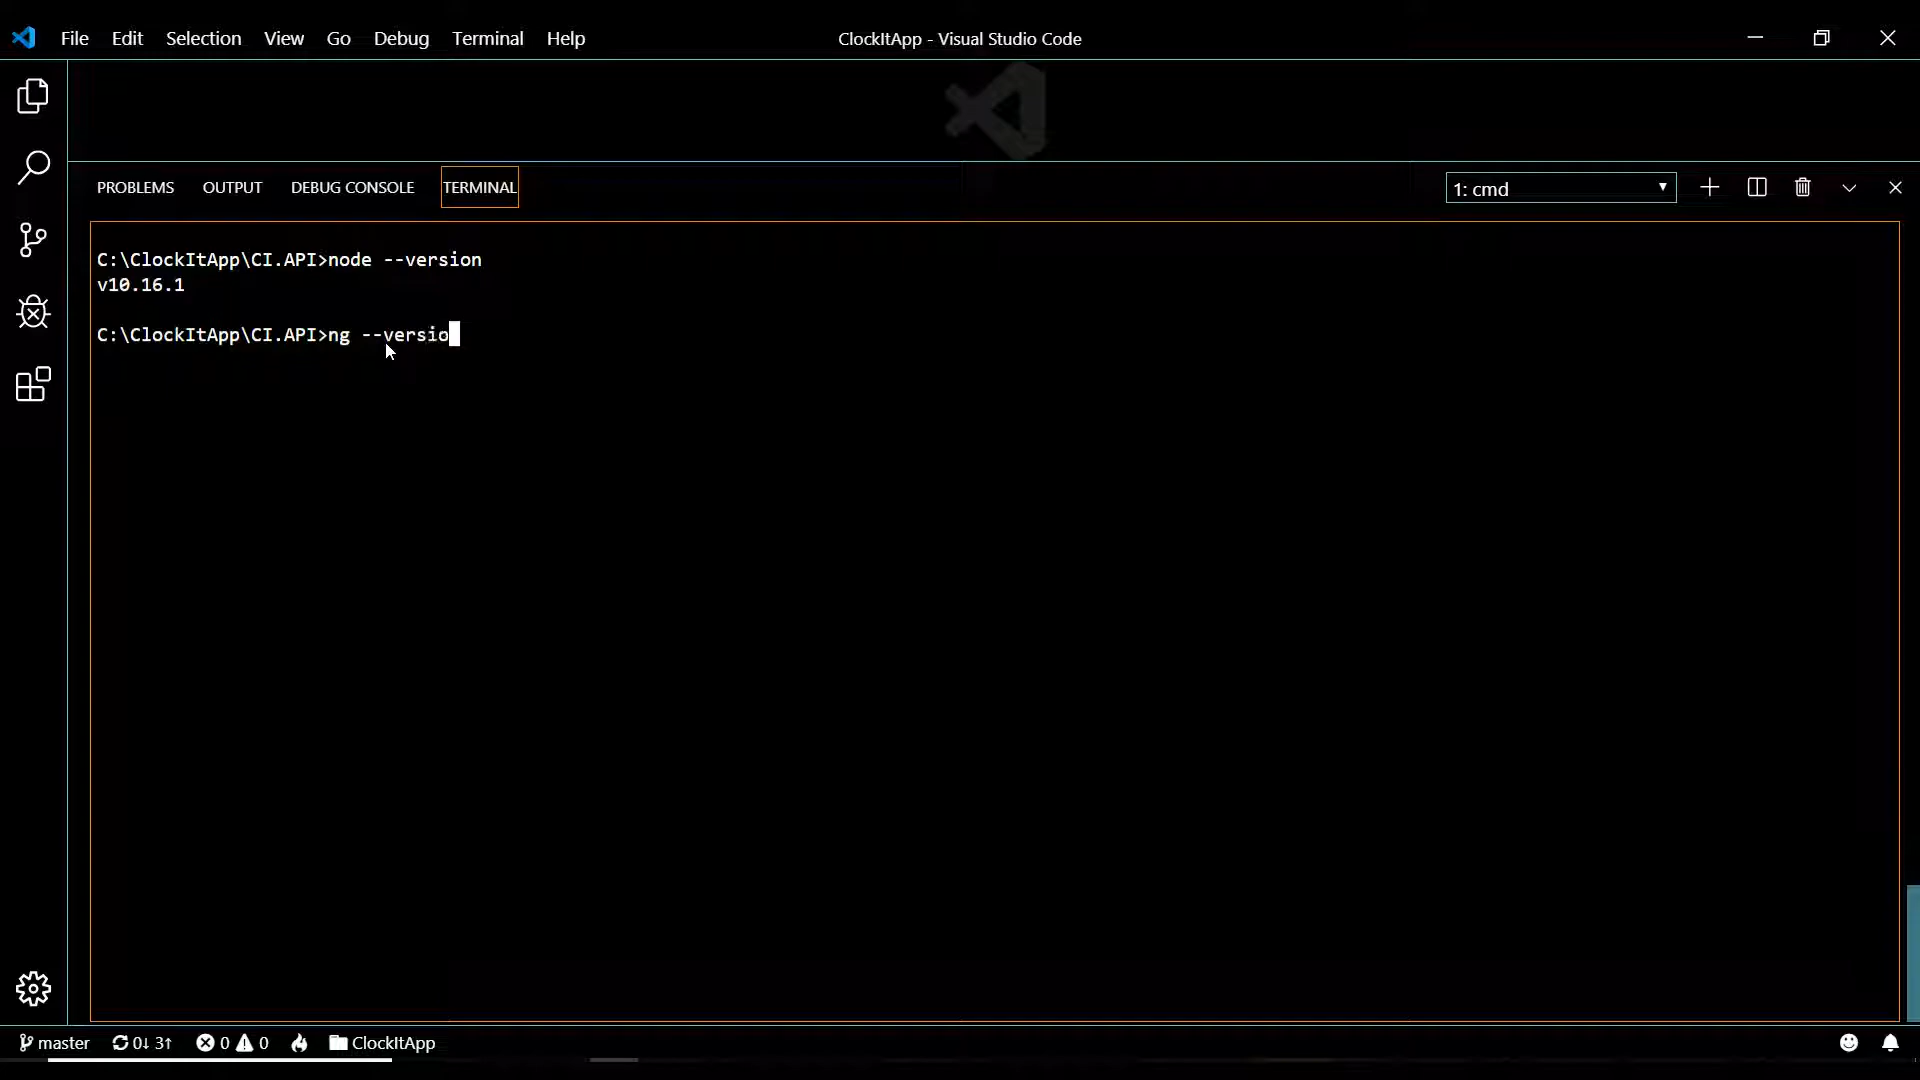 File Edit Selection View Go Debug Terminal Help
ClockItApp - Visual Studio Code
PROBLEMS OUTPUT DEBUG CONSOLE TERMINAL
1: cmd
C:\ClockItApp\CI.API>node --version
v10.16.1
C:\ClockItApp\CI.API>ng --versio
master 0↓ 3↑ 0 0 ClockItApp